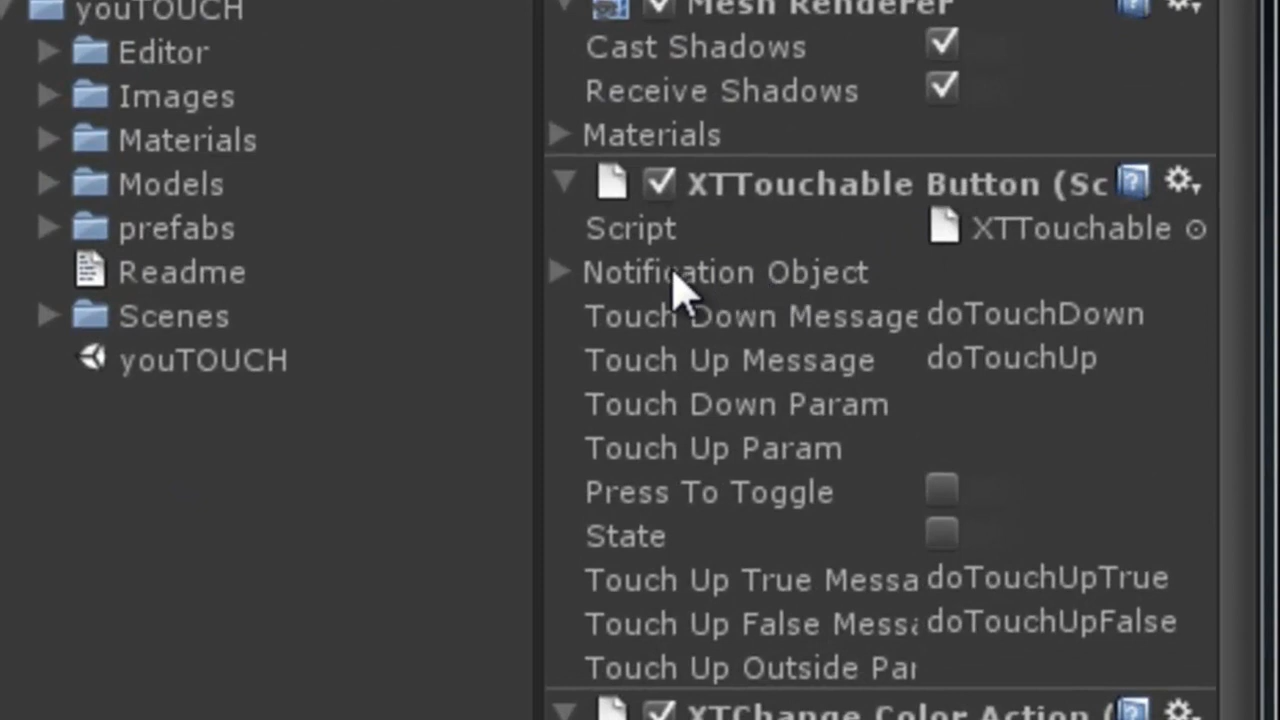 youTOUCH
Editor
Images
Materials
Models
prefabs
Readme
Scenes
youTOUCH
Mesh Renderer
Cast Shadows
Receive Shadows
Materials
XTTouchable Button (Sc
Script XTTouchable
Notification Object
Touch Down Message doTouchDown
Touch Up Message doTouchUp
Touch Down Param
Touch Up Param
Press To Toggle
State
Touch Up True Messa doTouchUpTrue
Touch Up False Messa doTouchUpFalse
Touch Up Outside Par
XTChange Color Action (